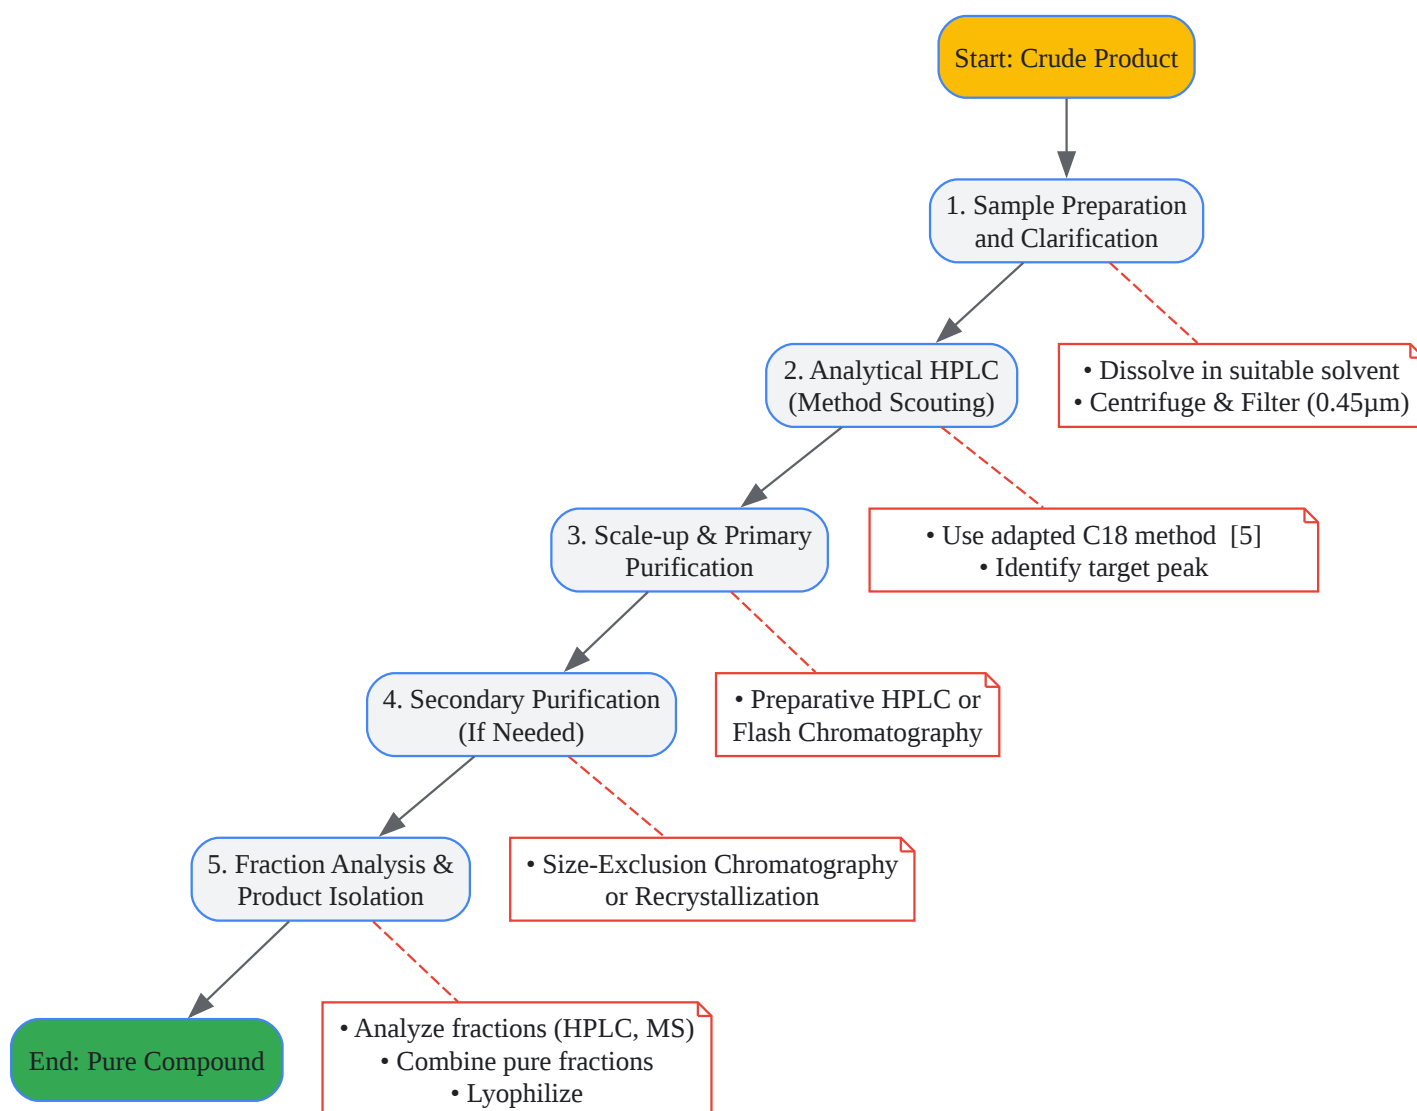 Start: Crude Product
1. Sample Preparation
and Clarification
2. Analytical HPLC
(Method Scouting)
• Dissolve in suitable solvent
• Centrifuge & Filter (0.45µm)
3. Scale-up & Primary
Purification
• Use adapted C18 method  [5]
• Identify target peak
4. Secondary Purification
(If Needed)
• Preparative HPLC or
Flash Chromatography
5. Fraction Analysis &
Product Isolation
• Size-Exclusion Chromatography
or Recrystallization
End: Pure Compound
• Analyze fractions (HPLC, MS)
• Combine pure fractions
• Lyophilize